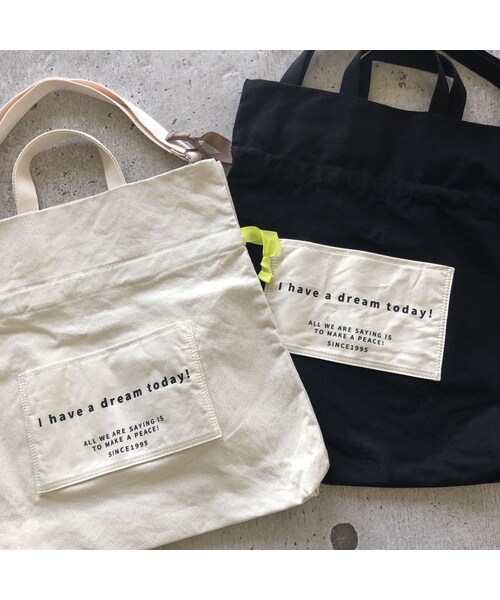 I have a dream today!
ALL WE ARE SAYING IS
TO MAKE A PEACE!
SINCE1995
I have a dream today!
ALL WE ARE SAYING IS
TO MAKE A PEACE!
SINCE1995